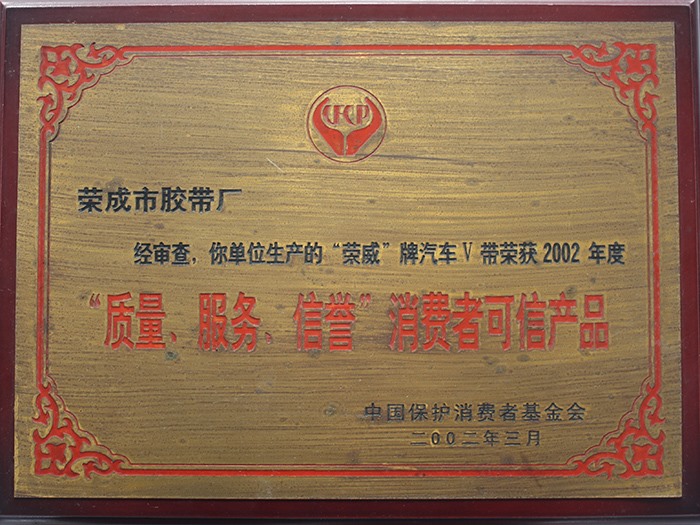 CFCP
荣成市胶带厂
经审查，你单位生产的“荣威”牌汽车V带荣获2002年度
“质量、服务、信誉”消费者可信产品
中国保护消费者基金会
二00二年三月